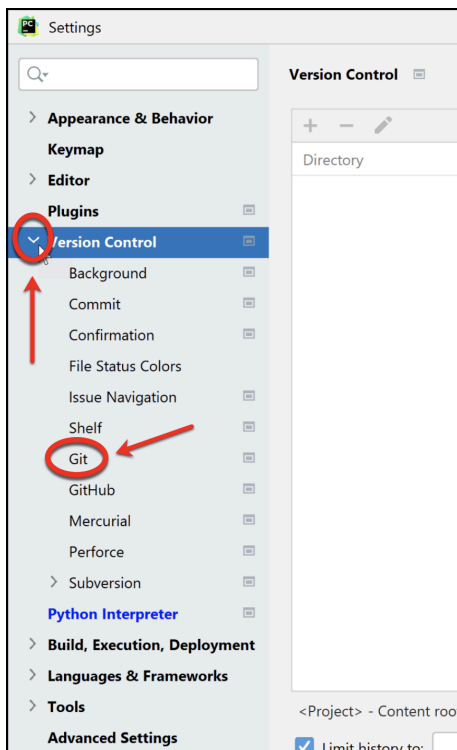 PC
Settings
Version Control
Appearance & Behavior
Keymap
Directory
Editor
Plugins
Version Control
Background
Commit
Confirmation
File Status Colors
Issue Navigation
Shelf
Git
GitHub
Mercurial
Perforce
Subversion
Python Interpreter
Build, Execution, Deployment
Languages & Frameworks
Tools
<Project> - Content roo
Advanced Settings
Limit history to: